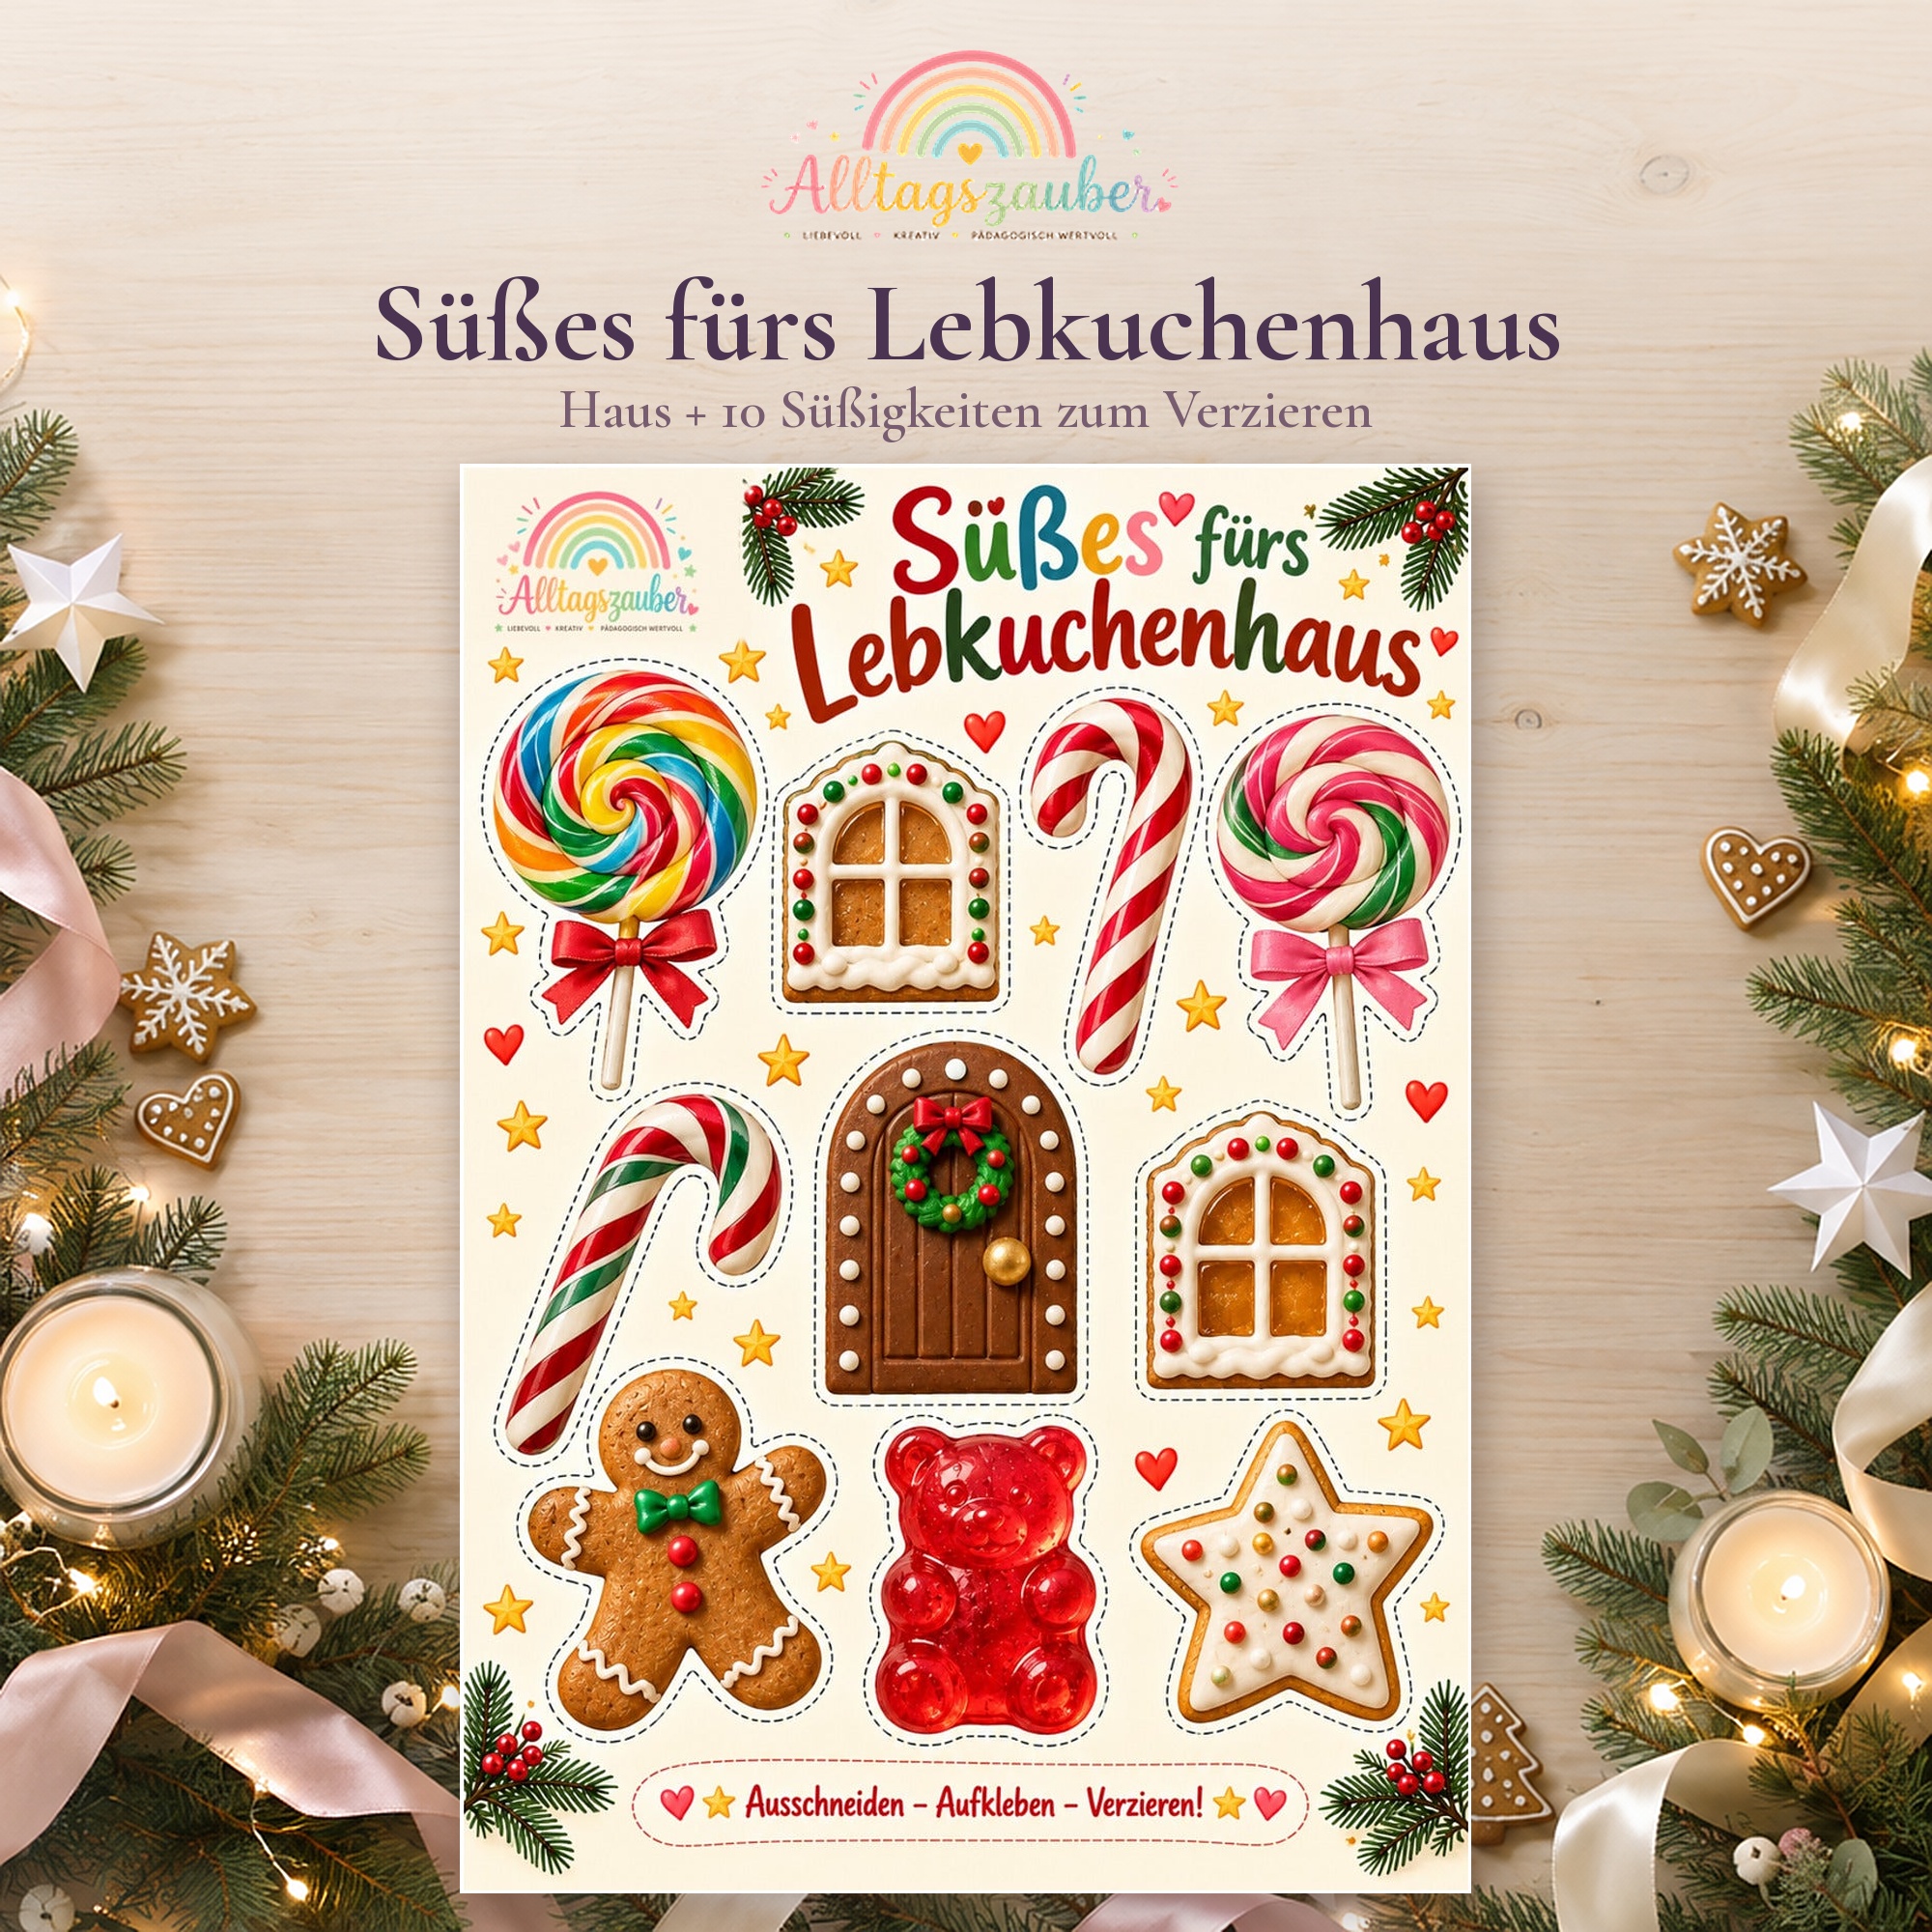 Alltagszauber
LIEBEVOLL KREATIV PÄDAGOGISCH WERTVOLL
Süßes fürs Lebkuchenhaus
Haus + 10 Süßigkeiten zum Verzieren
Alltagszauber
LIEBEVOLL KREATIV PÄDAGOGISCH WERTVOLL
Süßes fürs
Lebkuchenhaus
Ausschneiden – Aufkleben – Verzieren!